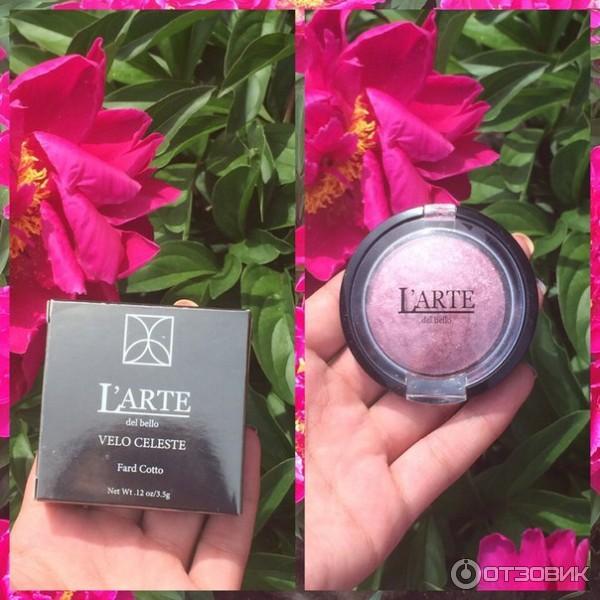 L'ARTE
del bello
VELO CELESTE
Fard Cotto
Net Wt .12 oz/3.5g
L'ARTE
del bello
ОТЗОВИК